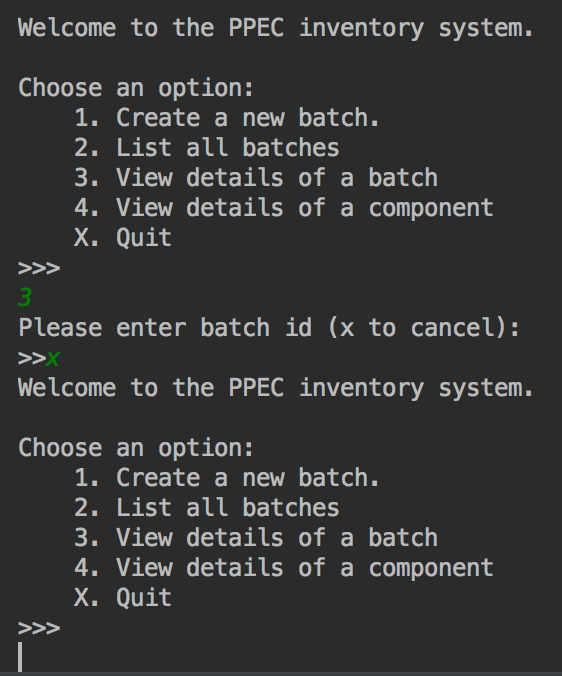 Welcome to the PPEC inventory system.
Choose an option:
1. Create a new batch.
2. List all batches
3. View details of a batch
4. View details of a component
X. Quit
>>>
3
Please enter batch id (x to cancel):
>>x
Welcome to the PPEC inventory system.
Choose an option:
1. Create a new batch.
2. List all batches
3. View details of a batch
4. View details of a component
X. Quit
>>>